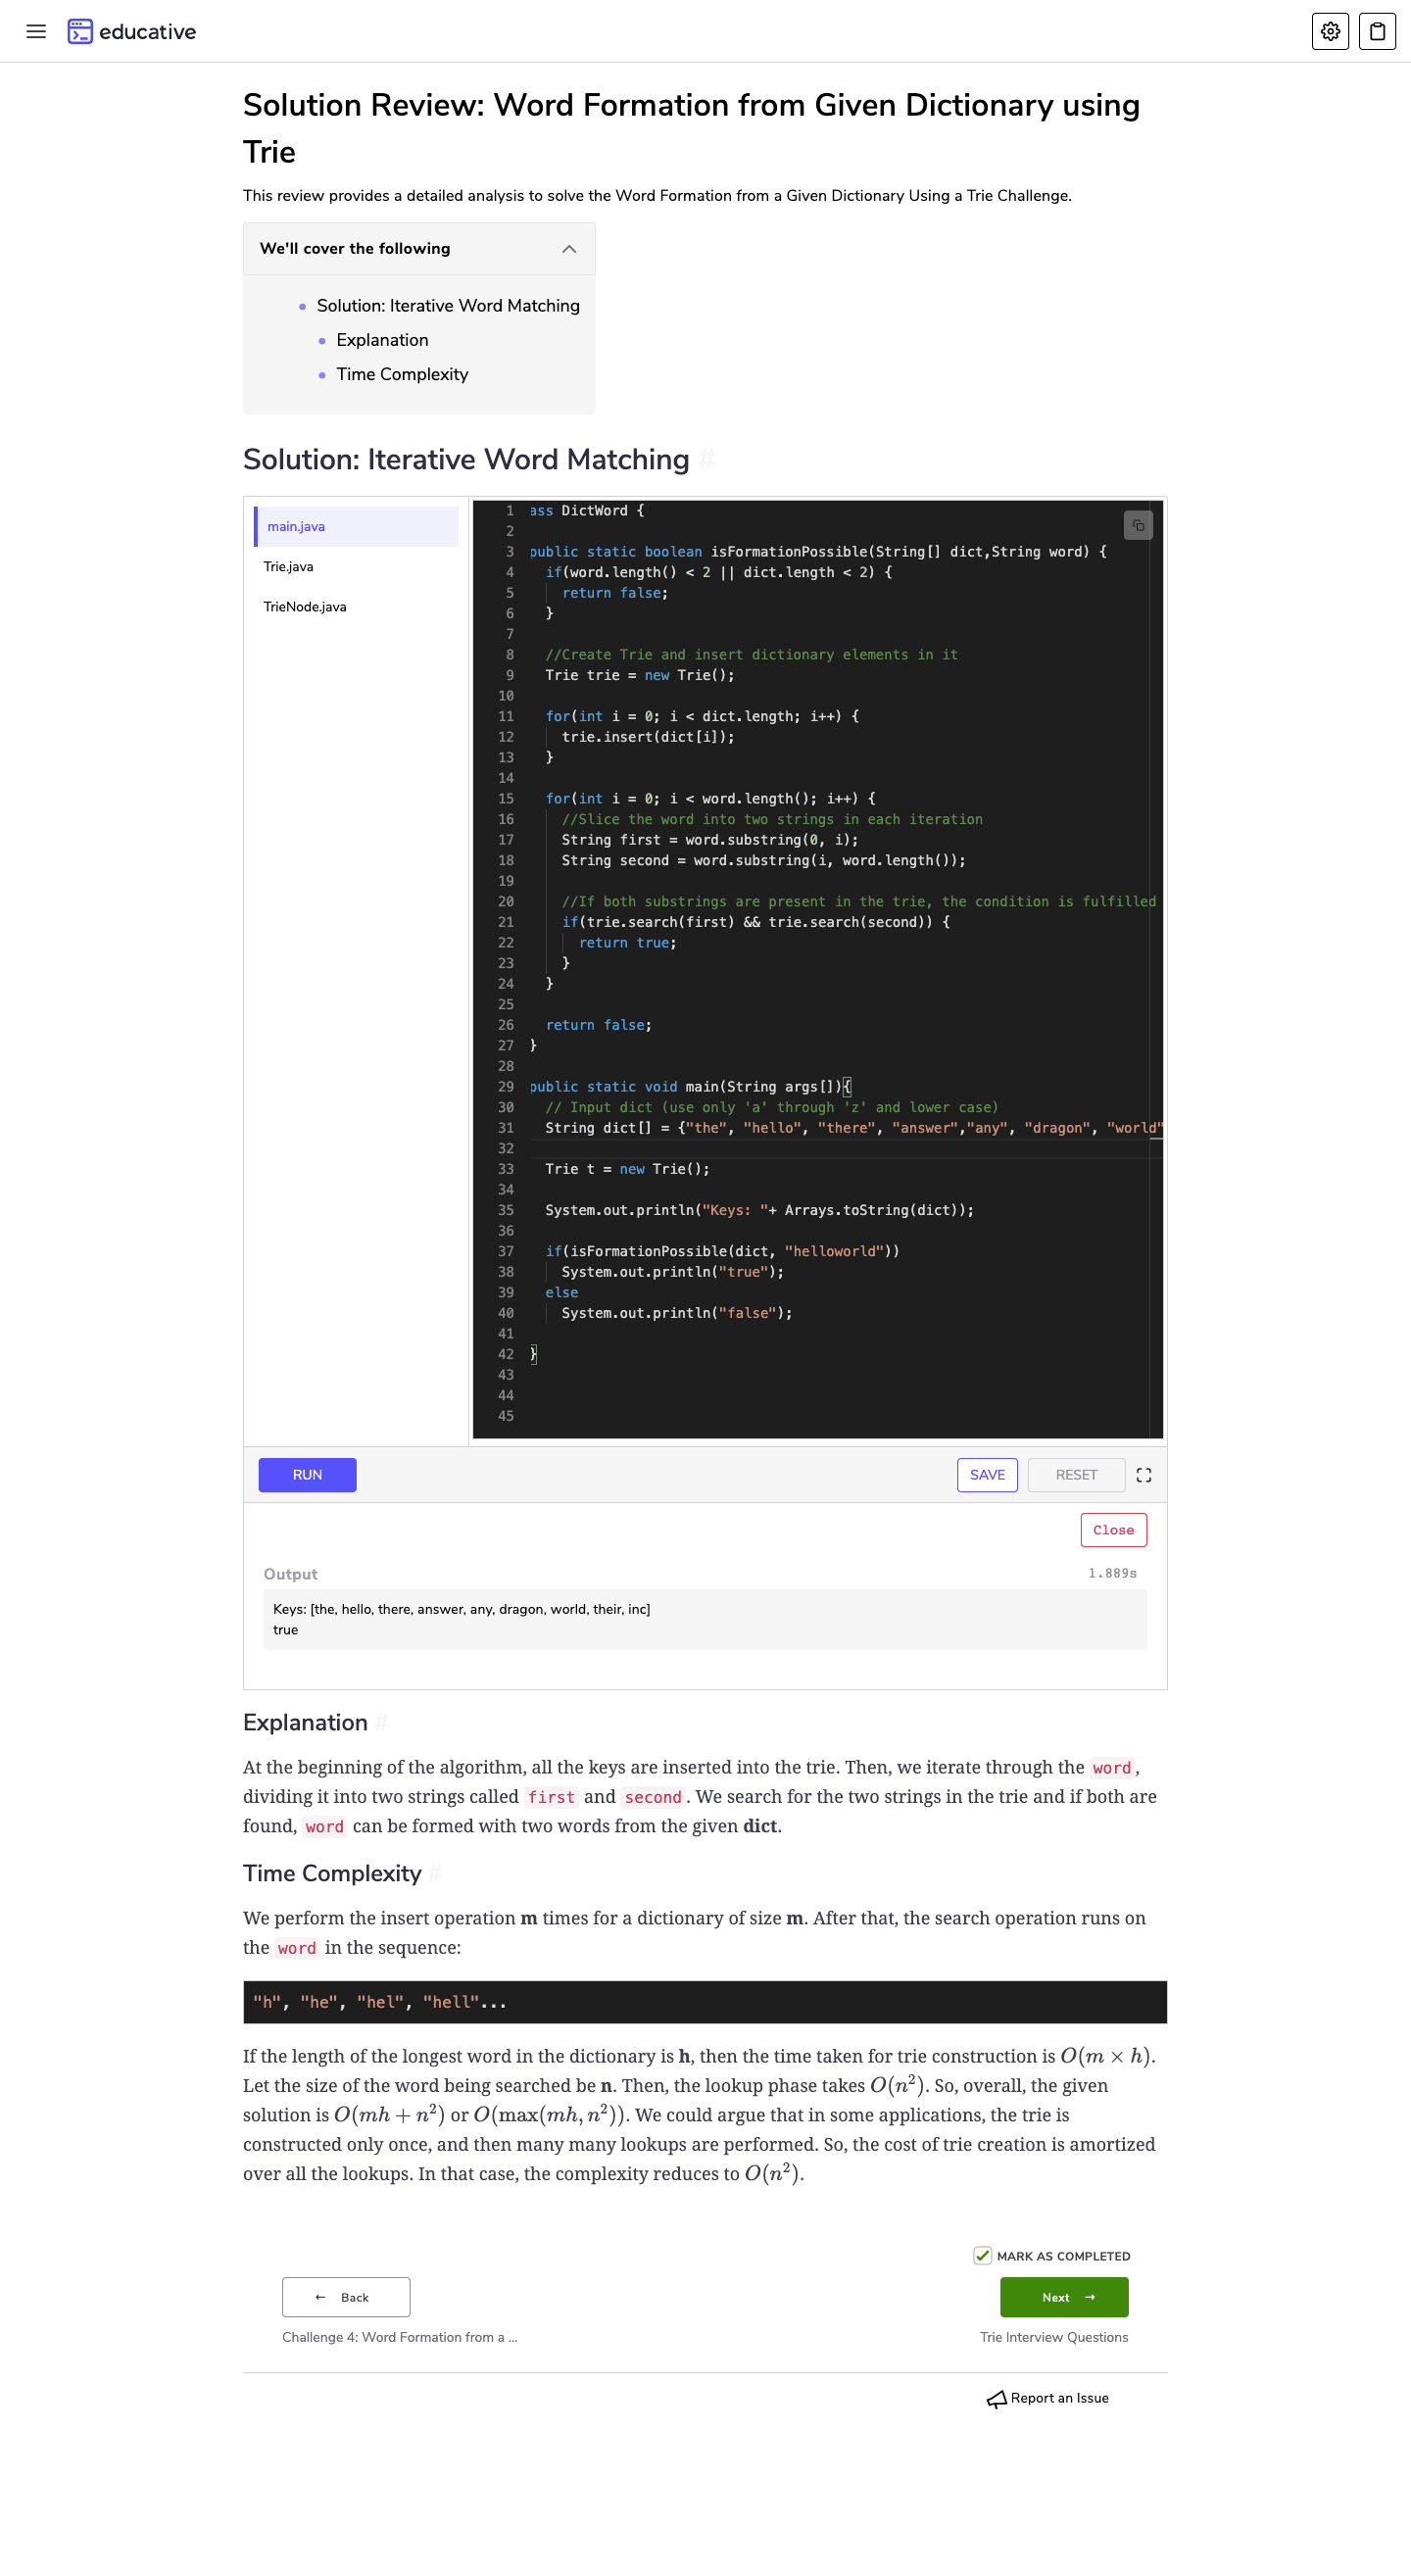 educative
Solution Review: Word Formation from Given Dictionary using
Trie
This review provides a detailed analysis to solve the Word Formation from a Given Dictionary Using a Trie Challenge.
We'll cover the following
Solution: Iterative Word Matching
Explanation
Time Complexity
Solution: Iterative Word Matching #
main.java
Trie.java
TrieNode.java
1 ass DictWord {
2
3 public static boolean isFormationPossible(String[] dict,String word) {
4 if(word.length() < 2 || dict.length < 2) {
5 return false;
6 }
7
8 //Create Trie and insert dictionary elements in it
9 Trie trie = new Trie();
10
11 for(int i = 0; i < dict.length; i++) {
12 trie.insert(dict[i]);
13 }
14
15 for(int i = 0; i < word.length(); i++) {
16 //Slice the word into two strings in each iteration
17 String first = word.substring(0, i);
18 String second = word.substring(i, word.length());
19
20 //If both substrings are present in the trie, the condition is fulfilled
21 if(trie.search(first) && trie.search(second)) {
22 return true;
23 }
24 }
25
26 return false;
27 }
28
29 public static void main(String args[]){
30 // Input dict (use only 'a' through 'z' and lower case)
31 String dict[] = {"the", "hello", "there", "answer","any", "dragon", "world"
32
33 Trie t = new Trie();
34
35 System.out.println("Keys: "+ Arrays.toString(dict));
36
37 if(isFormationPossible(dict, "helloworld"))
38 System.out.println("true");
39 else
40 System.out.println("false");
41
42 }
43
44
45
RUN SAVE RESET
Close
Output 1.889s
Keys: [the, hello, there, answer, any, dragon, world, their, inc]
true
Explanation #
At the beginning of the algorithm, all the keys are inserted into the trie. Then, we iterate through the word,
dividing it into two strings called first and second. We search for the two strings in the trie and if both are
found, word can be formed with two words from the given dict.
Time Complexity #
We perform the insert operation m times for a dictionary of size m. After that, the search operation runs on
the word in the sequence:
"h", "he", "hel", "hell"...
If the length of the longest word in the dictionary is h, then the time taken for trie construction is O(m × h).
Let the size of the word being searched be n. Then, the lookup phase takes O(n²). So, overall, the given
solution is O(mh + n²) or O(max(mh, n²)). We could argue that in some applications, the trie is
constructed only once, and then many many lookups are performed. So, the cost of trie creation is amortized
over all the lookups. In that case, the complexity reduces to O(n²).
MARK AS COMPLETED
← Back Next →
Challenge 4: Word Formation from a ... Trie Interview Questions
Report an Issue